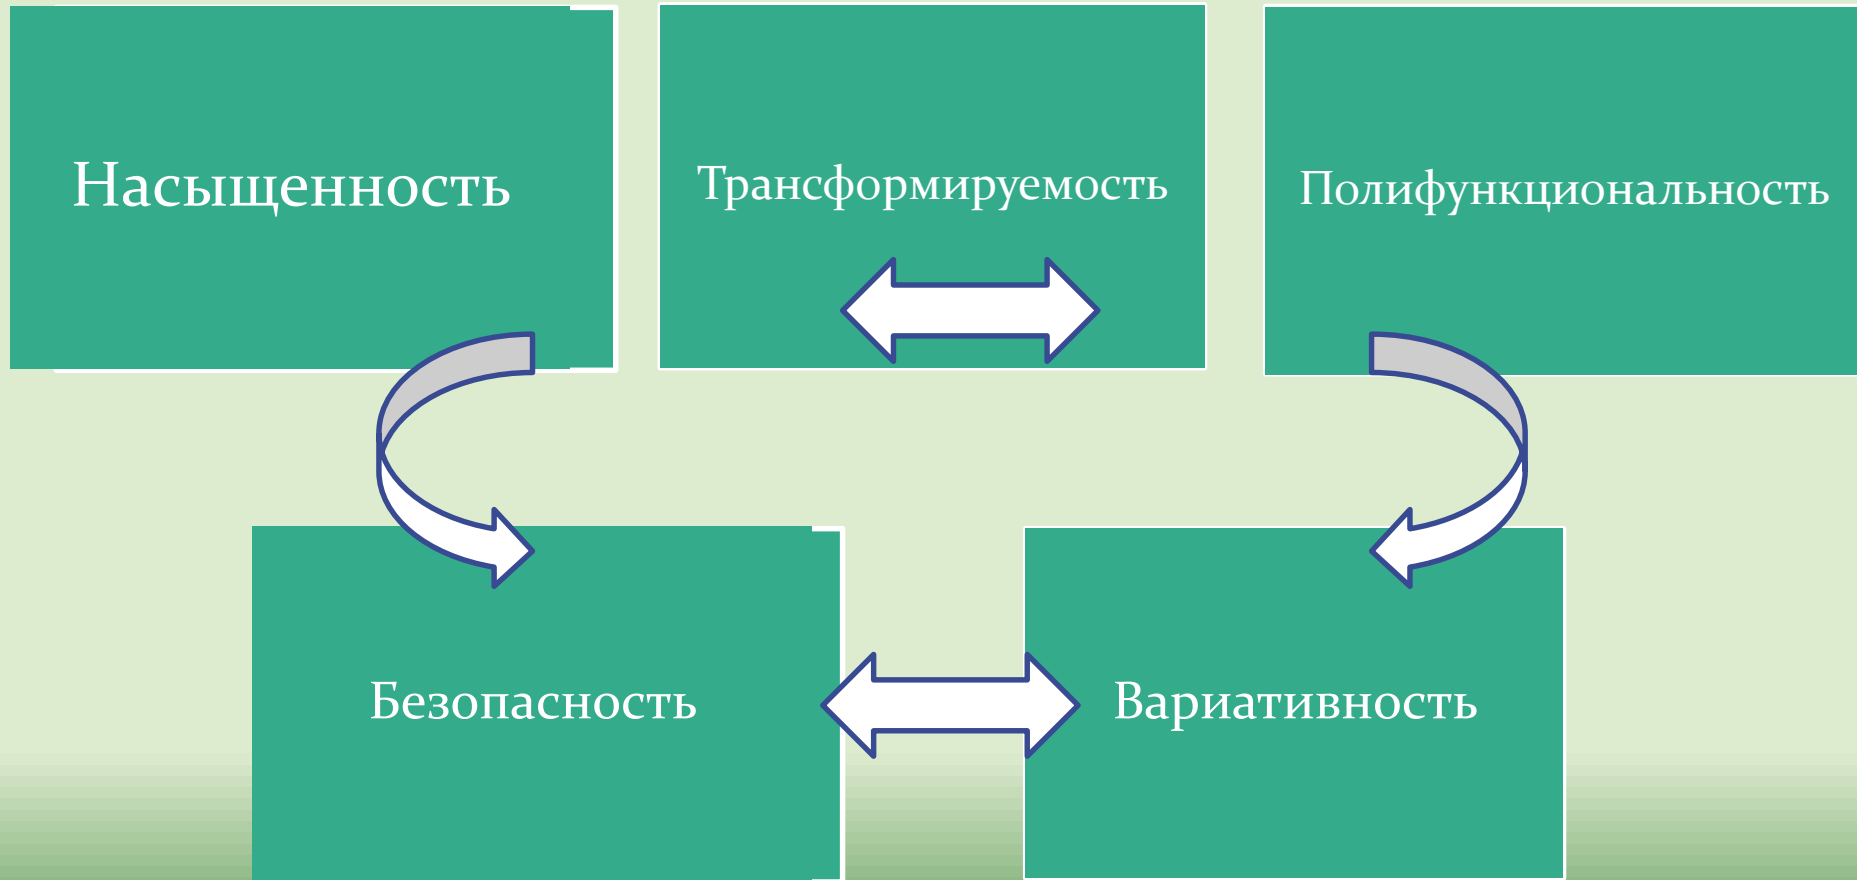 Насыщенность
Трансформируемость
Полифункциональность
Безопасность
Вариативность